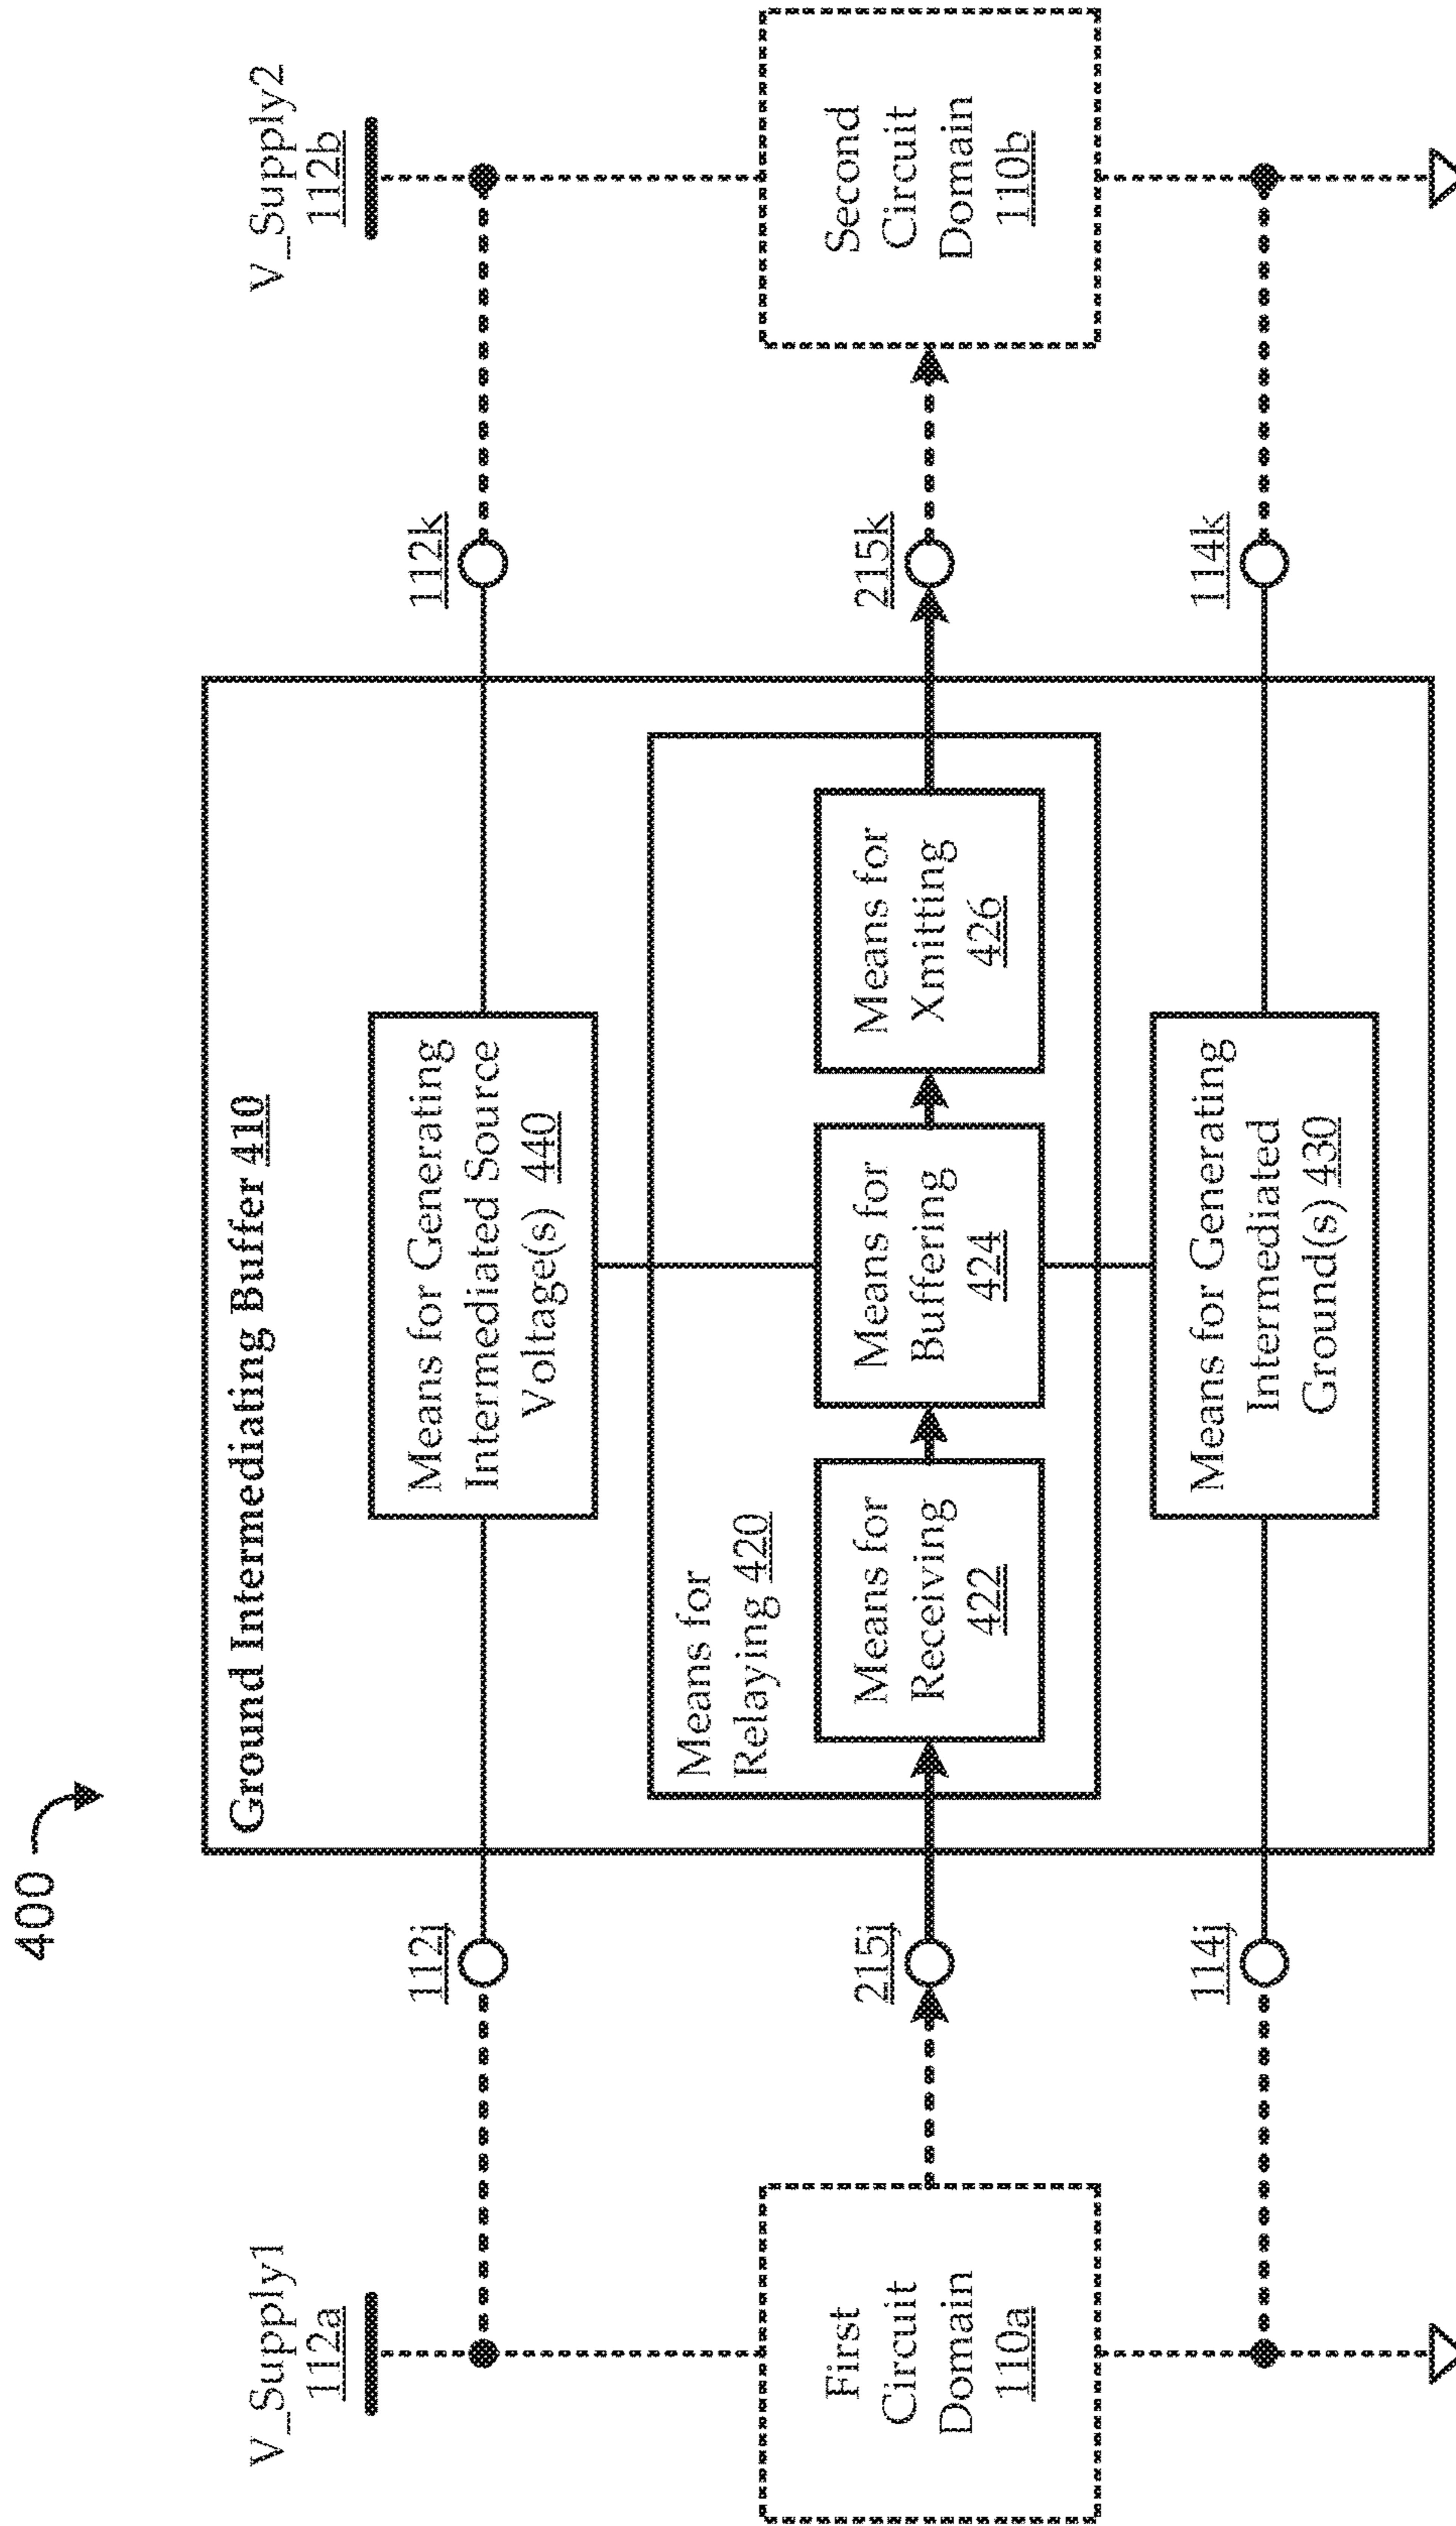 400
V_Supply1
112a
V_Supply2
112b
Ground Intermediating Buffer 410
112j
112k
Means for Generating
Intermediated Source
Voltage(s) 440
Means for
Relaying 420
First
Circuit
Domain
110a
215j
Means for
Receiving
422
Means for
Buffering
424
Means for
Xmitting
426
215k
Second
Circuit
Domain
110b
114j
114k
Means for Generating
Intermediated
Ground(s) 430